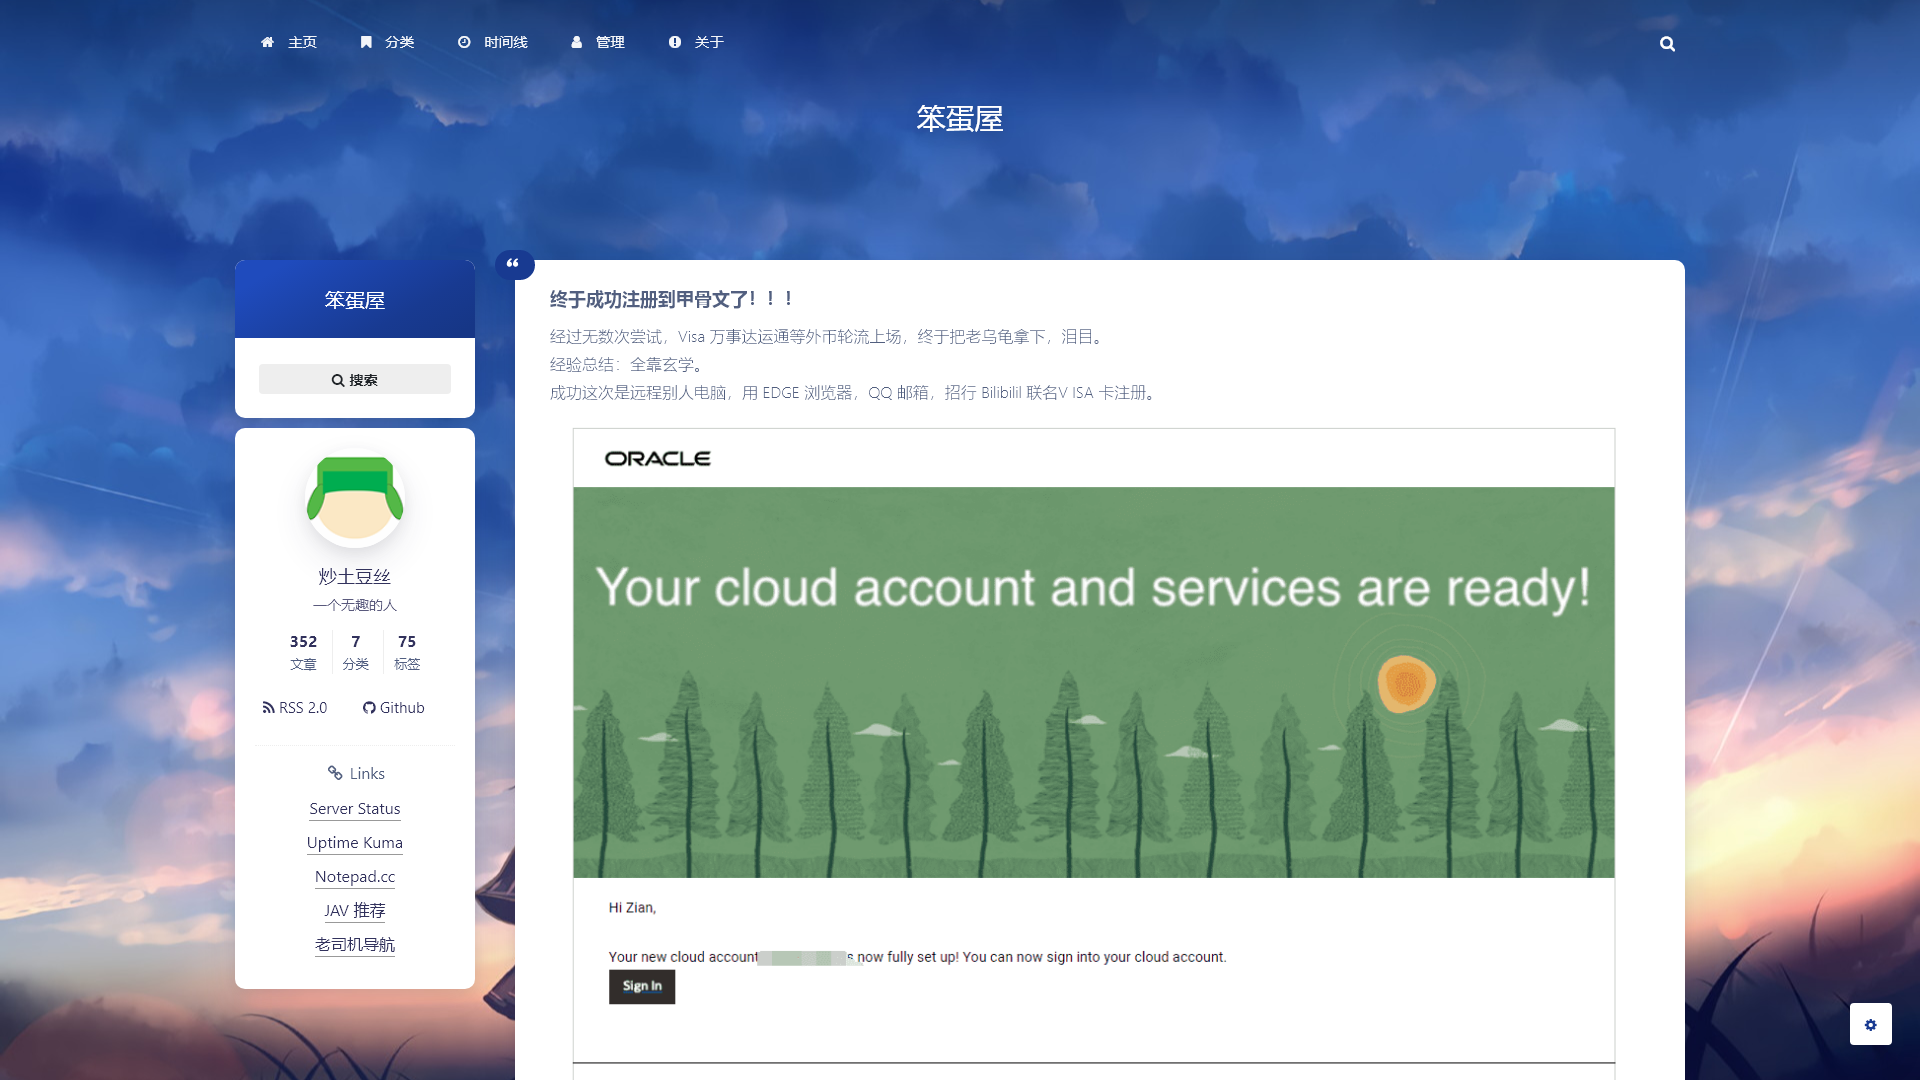 主页
分类
时间线
管理
关于
笨蛋屋
笨蛋屋
搜索
炒土豆丝
一个无趣的人
352
7
75
文章
分类
标签
RSS 2.0
Github
Links
Server Status
Uptime Kuma
Notepad.cc
JAV 推荐
老司机导航
终于成功注册到甲骨文了！！！
经过无数次尝试，Visa 万事达运通等外币轮流上场，终于把老乌龟拿下，泪目。
经验总结：全靠玄学。
成功这次是远程别人电脑，用 EDGE 浏览器，QQ 邮箱，招行 Bilibilil 联名V ISA 卡注册。
ORACLE
Your cloud account and services are ready!
Hi Zian,
Your new cloud account s now fully set up! You can now sign into your cloud account.
Sign In